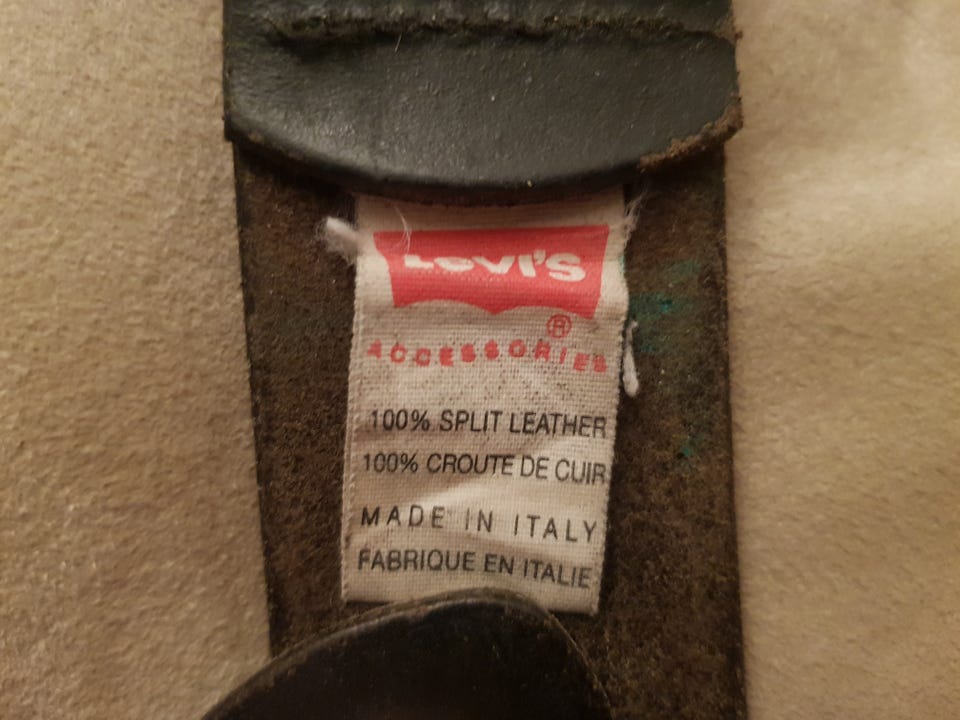 Levi's
®
ACCESSORIES
100% SPLIT LEATHER
100% CROUTE DE CUIR
MADE IN ITALY
FABRIQUE EN ITALIE